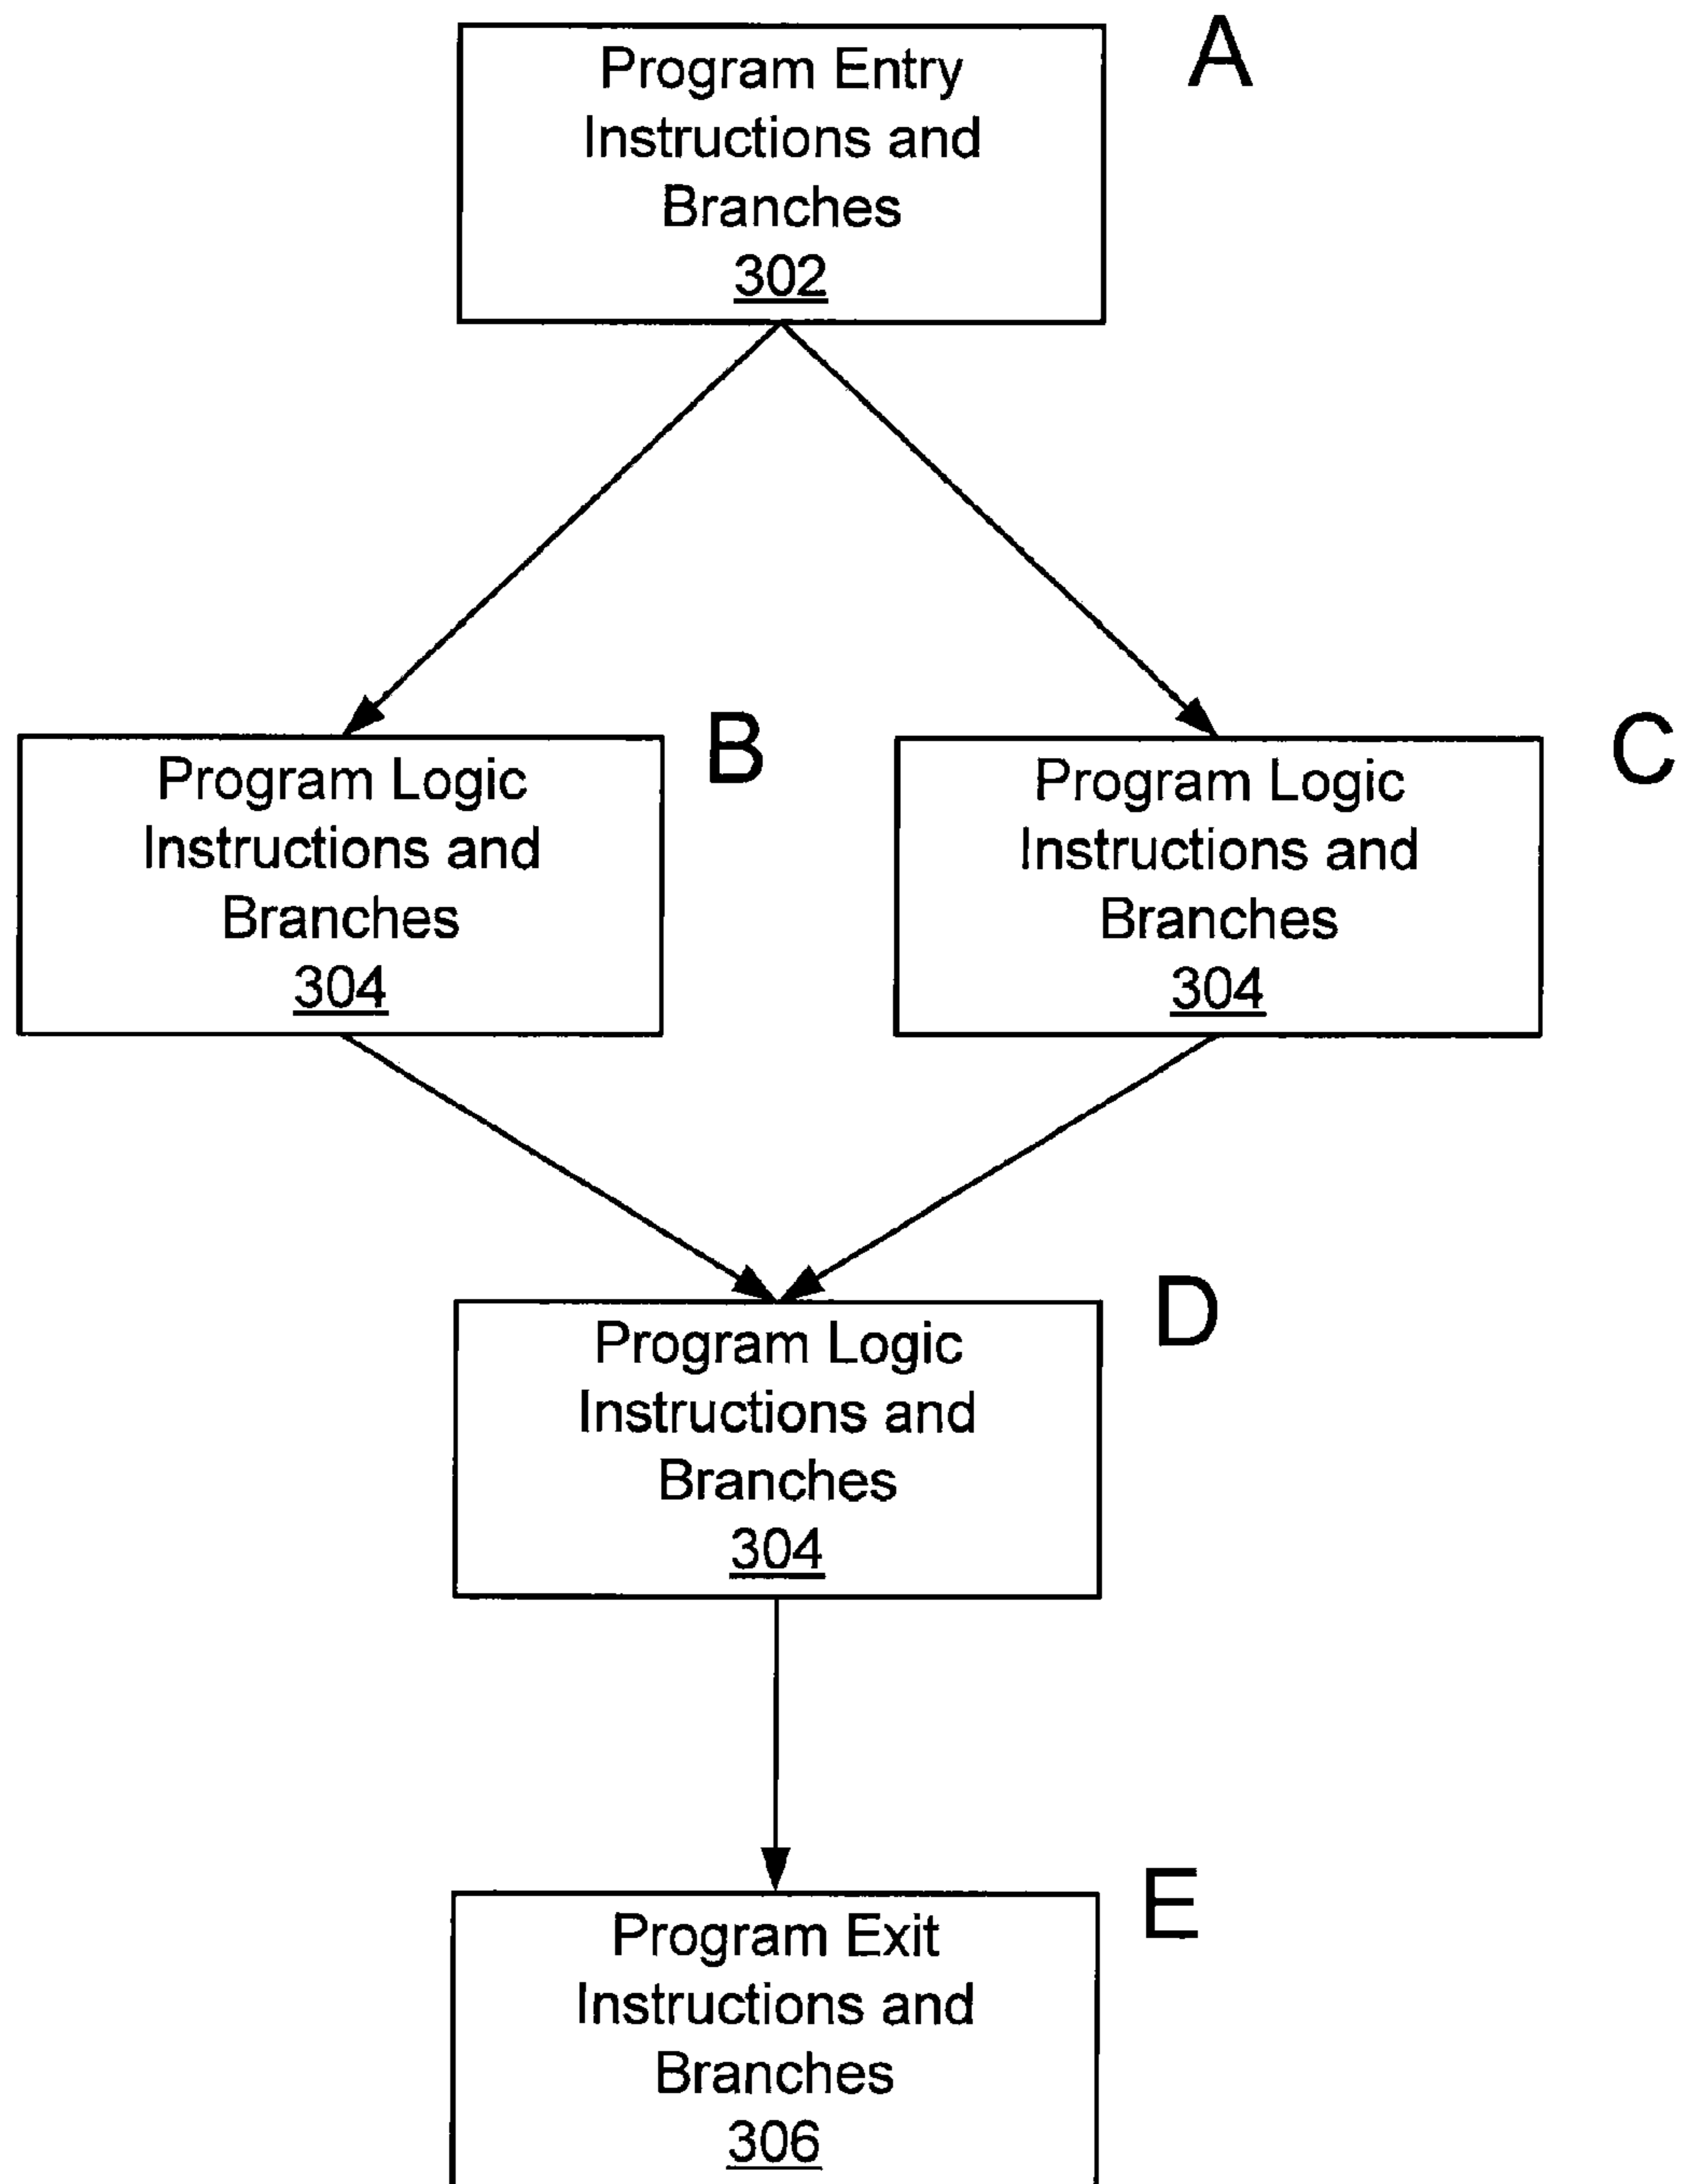 Program Entry
Instructions and
Branches
302
A
Program Logic
Instructions and
Branches
304
B
Program Logic
Instructions and
Branches
304
C
Program Logic
Instructions and
Branches
304
D
Program Exit
Instructions and
Branches
306
E